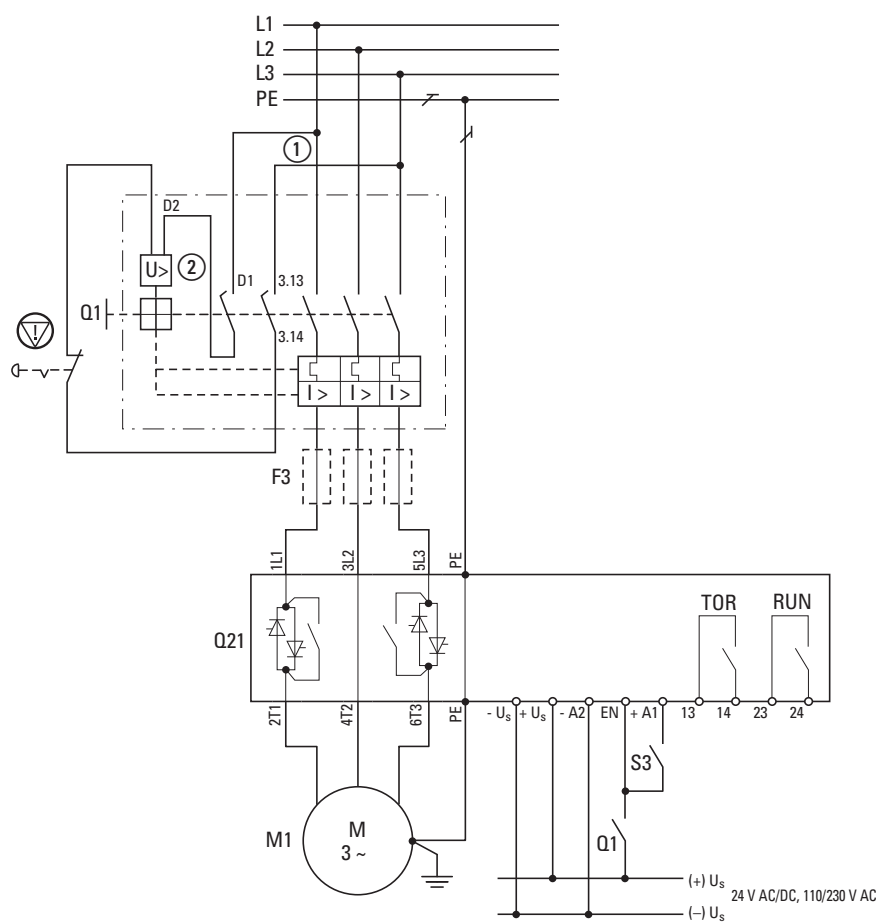 L1
L2
L3
PE
1
D2
U>
2
D1
3.13
Q1
3.14
I > I > I >
F3
1L1 3L2 5L3 PE
TOR RUN
Q21
2T1 4T2 6T3 PE
- Us + Us - A2 EN + A1 13 14 23 24
S3
M1
M
3 ~
Q1
(+) Us
24 V AC/DC, 110/230 V AC
(–) Us